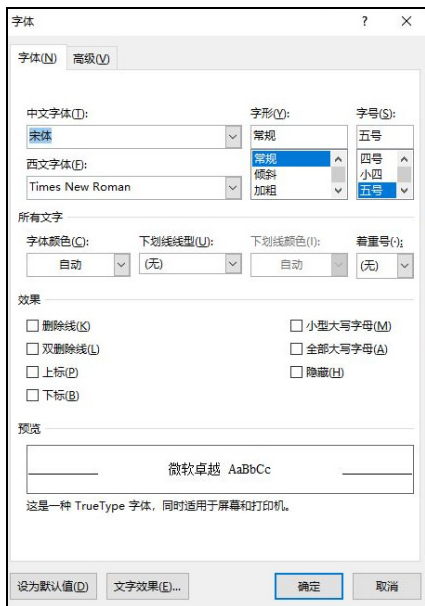 字体 ? ×
字体(N) 高级(V)
中文字体(T): 字形(Y): 字号(S):
宋体 常规 五号
常规 四号
西文字体(F): 倾斜 小四
Times New Roman 加粗 五号
所有文字
字体颜色(C): 下划线线型(U): 下划线颜色(I): 着重号(·);
自动 (无) 自动 (无)
效果
删除线(K) 小型大写字母(M)
双删除线(L) 全部大写字母(A)
上标(P) 隐藏(H)
下标(B)
预览
微软卓越 AaBbCc
这是一种 TrueType 字体，同时适用于屏幕和打印机。
设为默认值(D) 文字效果(E)... 确定 取消